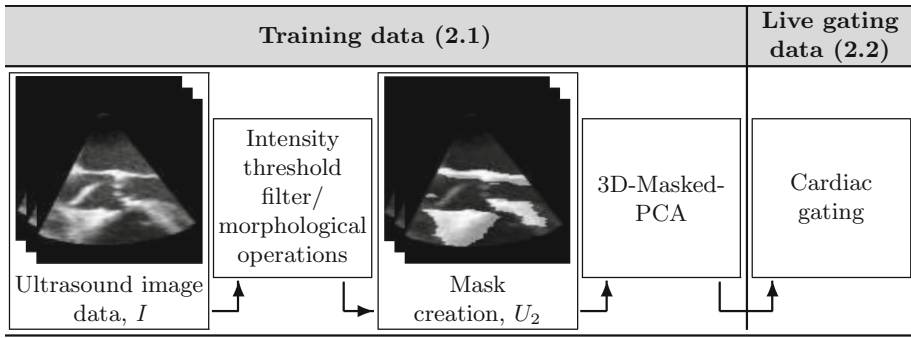 Training data (2.1)
Live gating
data (2.2)
Intensity
threshold
filter/
morphological
operations
3D-Masked-
PCA
Cardiac
gating
Ultrasound image
data, I
Mask
creation, U₂